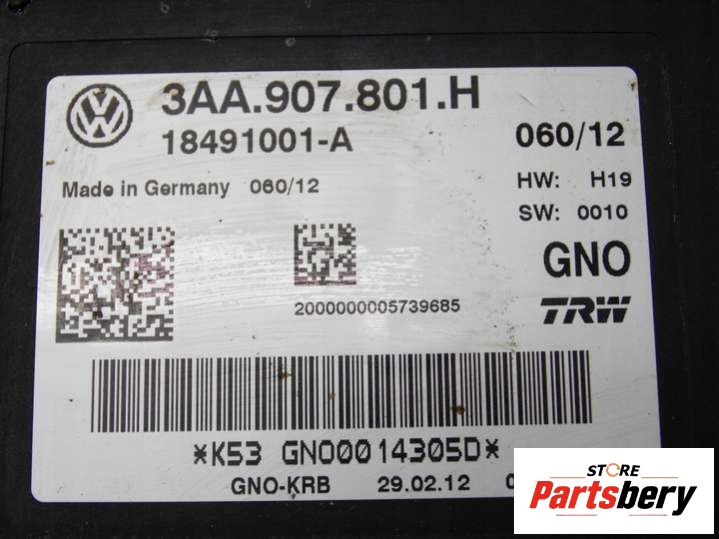 3AA.907.801.H
18491001-A 060/12
Made in Germany 060/12 HW: H19
SW: 0010
GNO
2000000005739685 TRW
*K53 GNO00014305D*
GNO-KRB 29.02.12
STORE
Partsbery